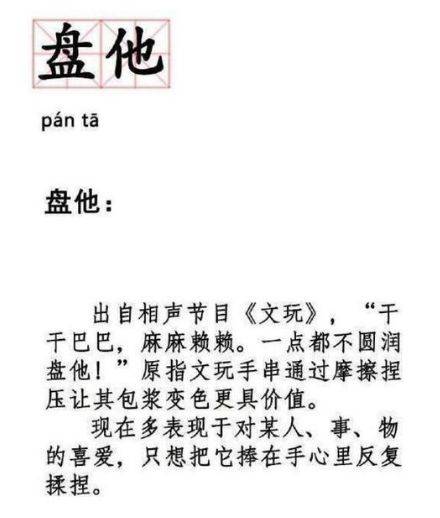 盘他
pán tā
盘他：
出自相声节目《文玩》，“干
干巴巴，麻麻赖赖。一点都不圆润
盘他！”原指文玩手串通过摩擦捏
压让其包浆变色更具价值。
现在多表现于对某人、事、物
的喜爱，只想把它捧在手心里反复
揉捏。